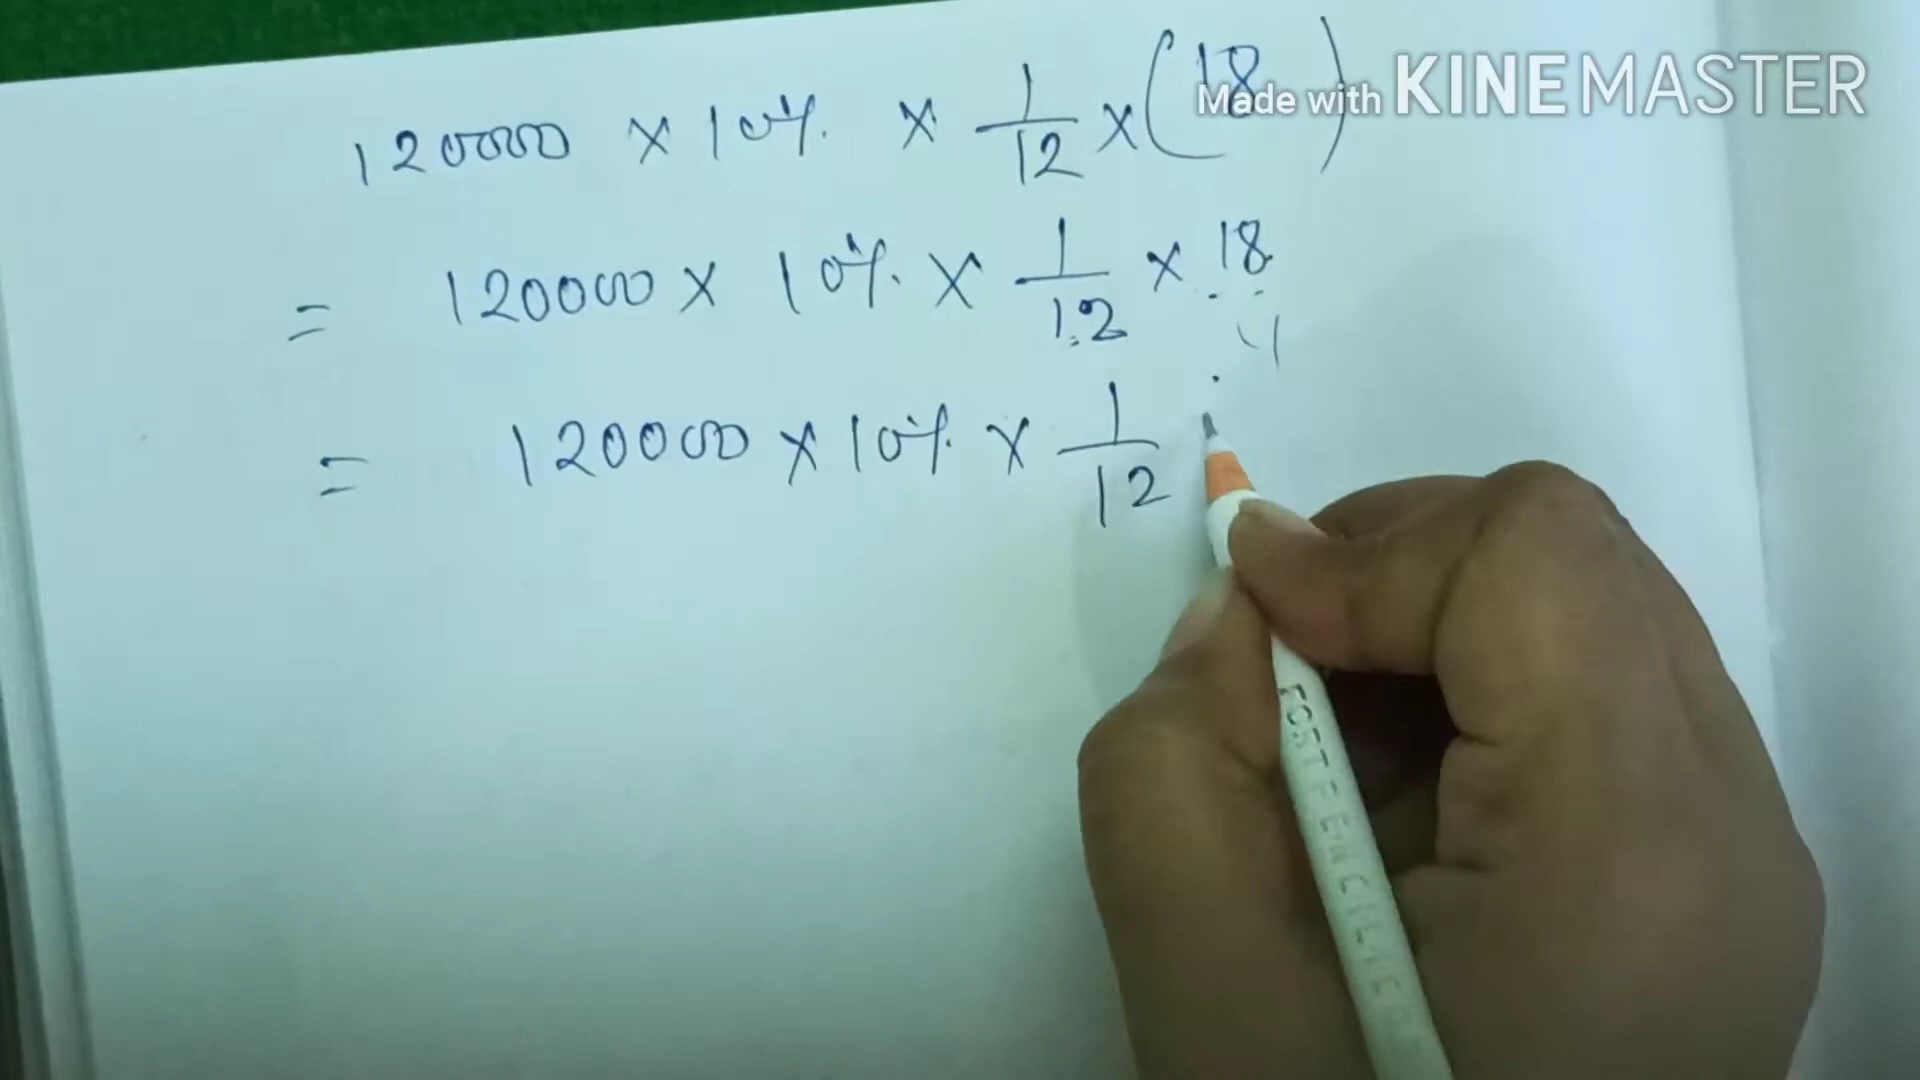 120000 × 10% × 1/12 × (18)
Made with KINEMASTER
= 120000 × 10% × 1/12 × 18
= 120000 × 10% × 1/12